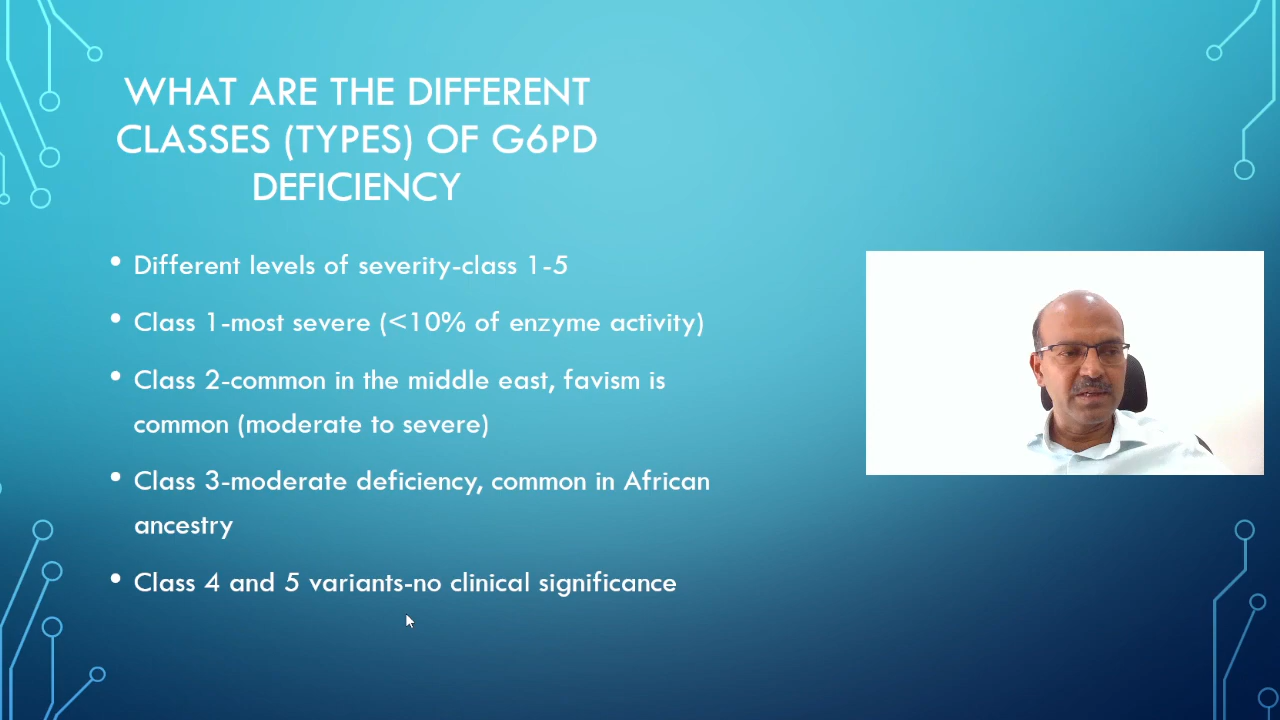 WHAT ARE THE DIFFERENT
CLASSES (TYPES) OF G6PD
DEFICIENCY
• Different levels of severity-class 1-5
• Class 1-most severe (<10% of enzyme activity)
• Class 2-common in the middle east, favism is
common (moderate to severe)
• Class 3-moderate deficiency, common in African
ancestry
• Class 4 and 5 variants-no clinical significance